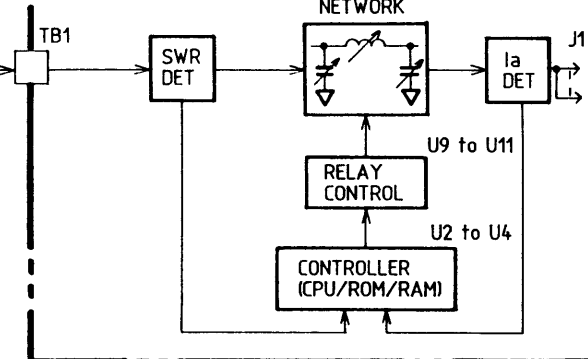 NETWORK
TB1
SWR
DET
Ia
DET
J1
U9 to U11
RELAY
CONTROL
U2 to U4
CONTROLLER
(CPU/ROM/RAM)